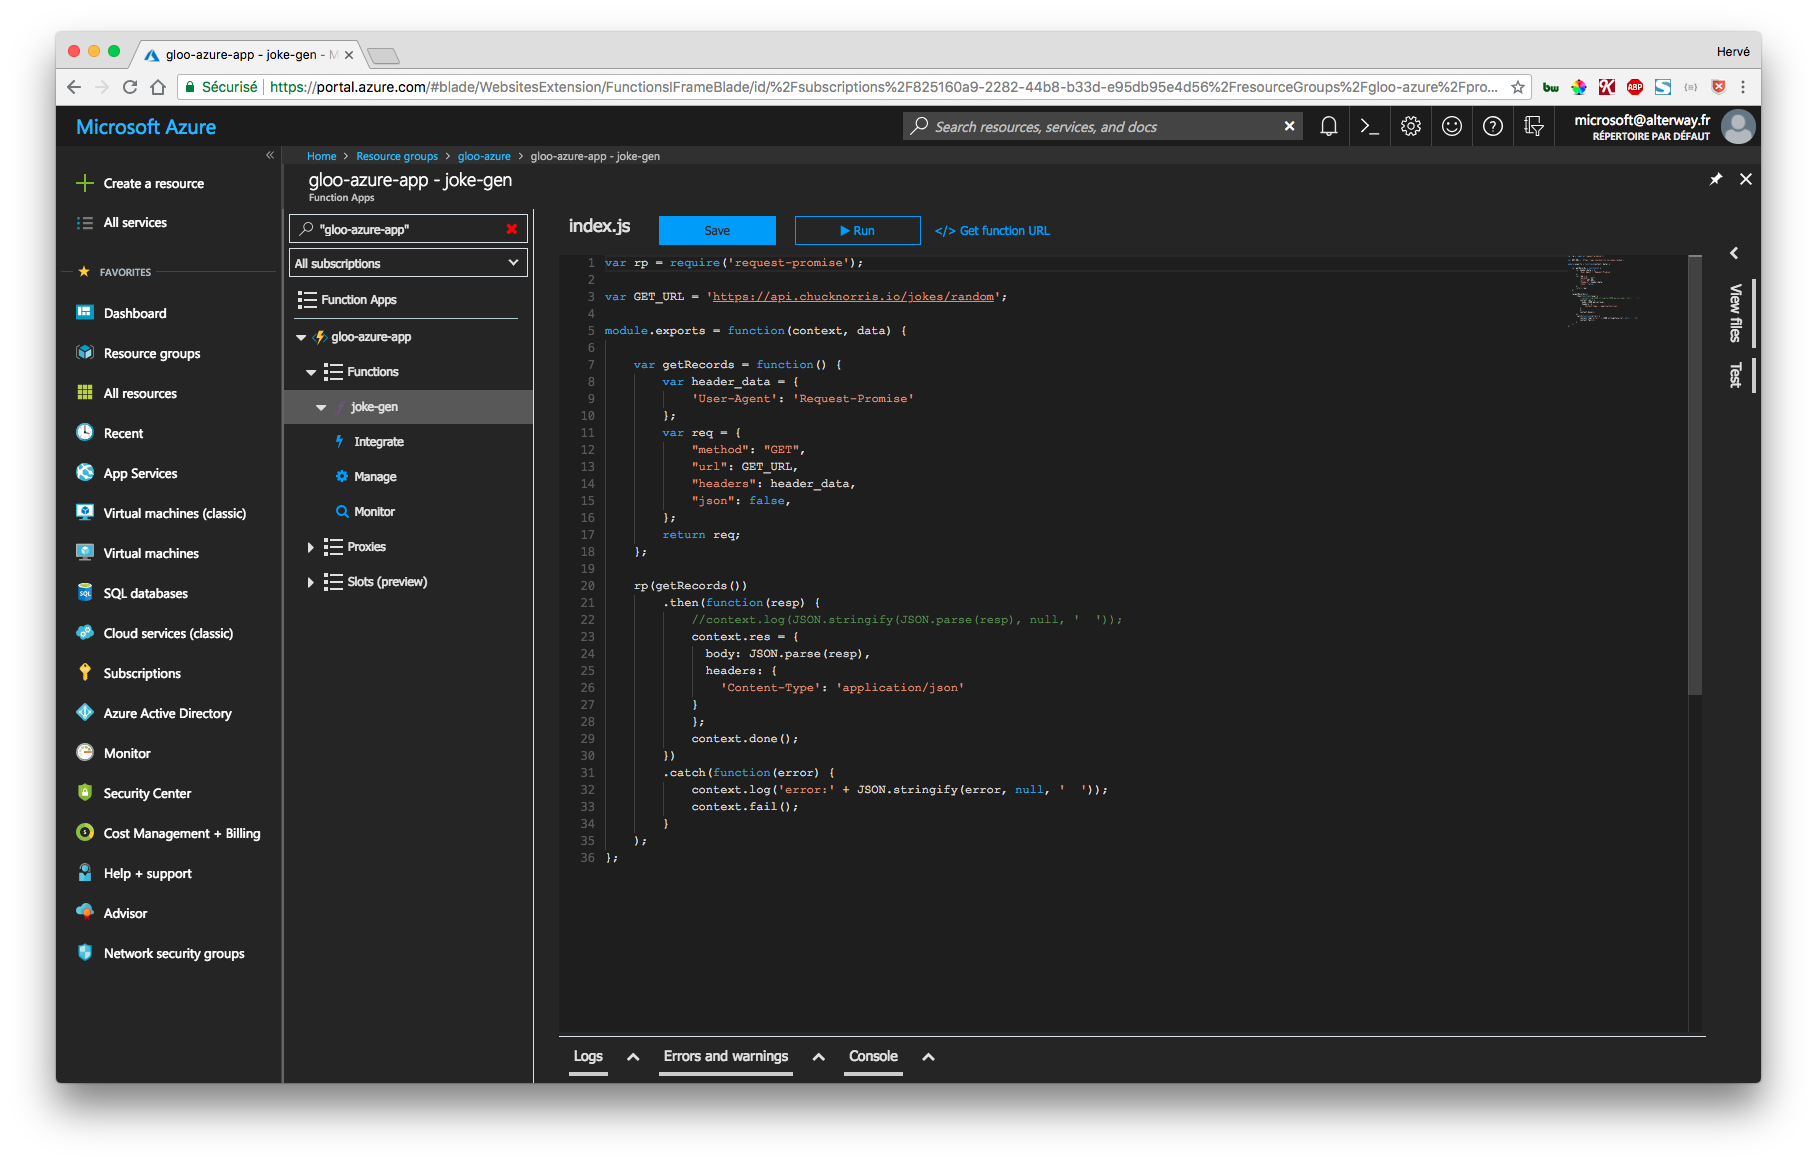 gloo-azure-app - joke-gen - M
Hervé
Sécurisé
https://portal.azure.com/#blade/WebsitesExtension/FunctionsIFrameBlade/id/%2Fsubscriptions%2F825160a9-2282-44b8-b33d-e95db95e4d56%2FresourceGroups%2Fgloo-azure%2Fpro...
bw
ABP
S
Microsoft Azure
Search resources, services, and docs
microsoft@alterway.fr
RÉPERTOIRE PAR DÉFAUT
Home > Resource groups > gloo-azure > gloo-azure-app - joke-gen
gloo-azure-app - joke-gen
Function Apps
Create a resource
All services
FAVORITES
Dashboard
Resource groups
All resources
Recent
App Services
Virtual machines (classic)
Virtual machines
SQL databases
Cloud services (classic)
Subscriptions
Azure Active Directory
Monitor
Security Center
Cost Management + Billing
Help + support
Advisor
Network security groups
"gloo-azure-app"
All subscriptions
Function Apps
gloo-azure-app
Functions
joke-gen
Integrate
Manage
Monitor
Proxies
Slots (preview)
index.js
Save
Run
</> Get function URL
1 var rp = require('request-promise');
2
3 var GET_URL = 'https://api.chucknorris.io/jokes/random';
4
5 module.exports = function(context, data) {
6
7     var getRecords = function() {
8         var header_data = {
9             'User-Agent': 'Request-Promise'
10         };
11         var req = {
12             "method": "GET",
13             "url": GET_URL,
14             "headers": header_data,
15             "json": false,
16         };
17         return req;
18     };
19
20     rp(getRecords())
21         .then(function(resp) {
22             //context.log(JSON.stringify(JSON.parse(resp), null, '  '));
23             context.res = {
24               body: JSON.parse(resp),
25               headers: {
26                 'Content-Type': 'application/json'
27             }
28             };
29             context.done();
30         })
31         .catch(function(error) {
32             context.log('error:' + JSON.stringify(error, null, '  '));
33             context.fail();
34         }
35     );
36 };
View files
Test
Logs
Errors and warnings
Console